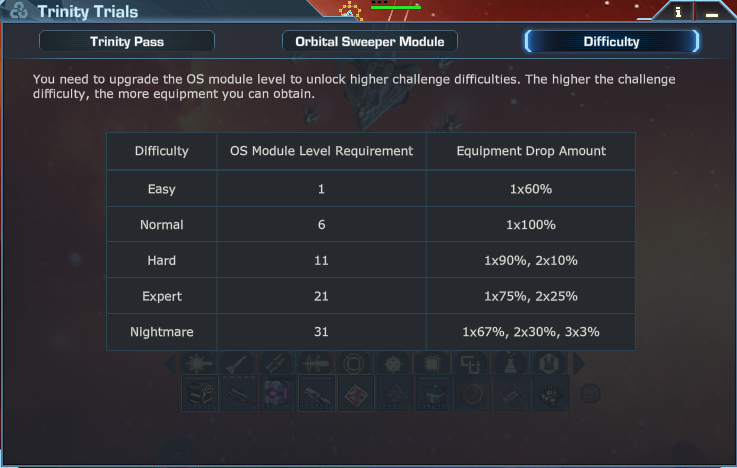 Trinity Trials
i
Trinity Pass
Orbital Sweeper Module
Difficulty
You need to upgrade the OS module level to unlock higher challenge difficulties. The higher the challenge
difficulty, the more equipment you can obtain.
Difficulty OS Module Level Requirement Equipment Drop Amount
Easy 1 1x60%
Normal 6 1x100%
Hard 11 1x90%, 2x10%
Expert 21 1x75%, 2x25%
Nightmare 31 1x67%, 2x30%, 3x3%